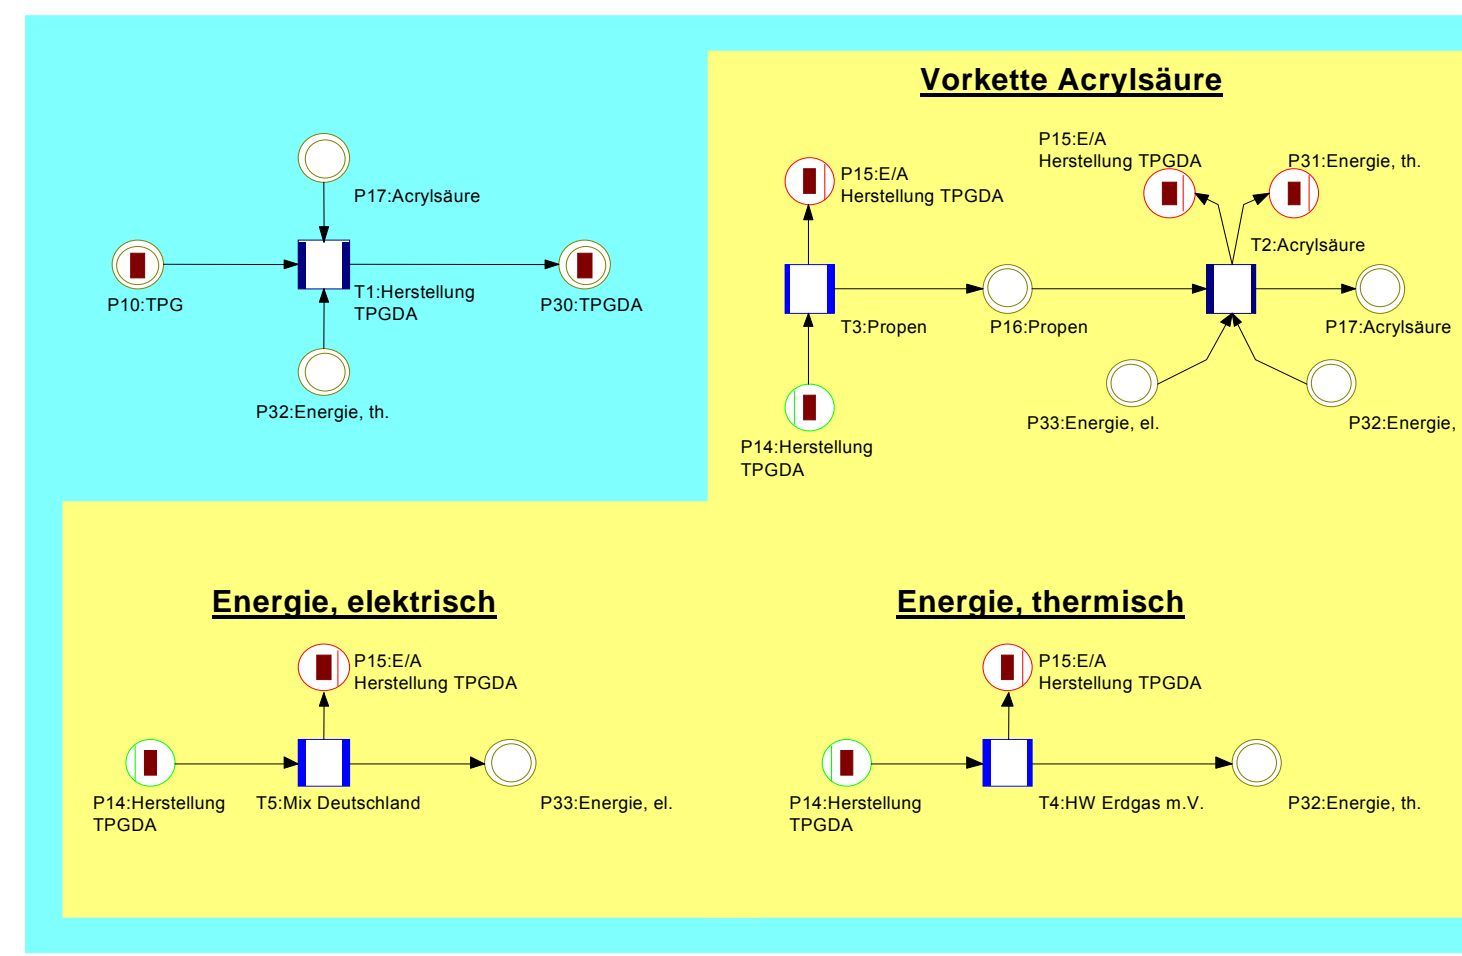 Vorkette Acrylsäure
P15:E/A
Herstellung TPGDA
P31:Energie, th.
P15:E/A
Herstellung TPGDA
P17:Acrylsäure
T2:Acrylsäure
P10:TPG
T1:Herstellung
TPGDA
P30:TPGDA
T3:Propen
P16:Propen
P17:Acrylsäure
P32:Energie, th.
P33:Energie, el.
P32:Energie,
P14:Herstellung
TPGDA
Energie, elektrisch
Energie, thermisch
P15:E/A
Herstellung TPGDA
P15:E/A
Herstellung TPGDA
P14:Herstellung
TPGDA
T5:Mix Deutschland
P33:Energie, el.
P14:Herstellung
TPGDA
T4:HW Erdgas m.V.
P32:Energie, th.